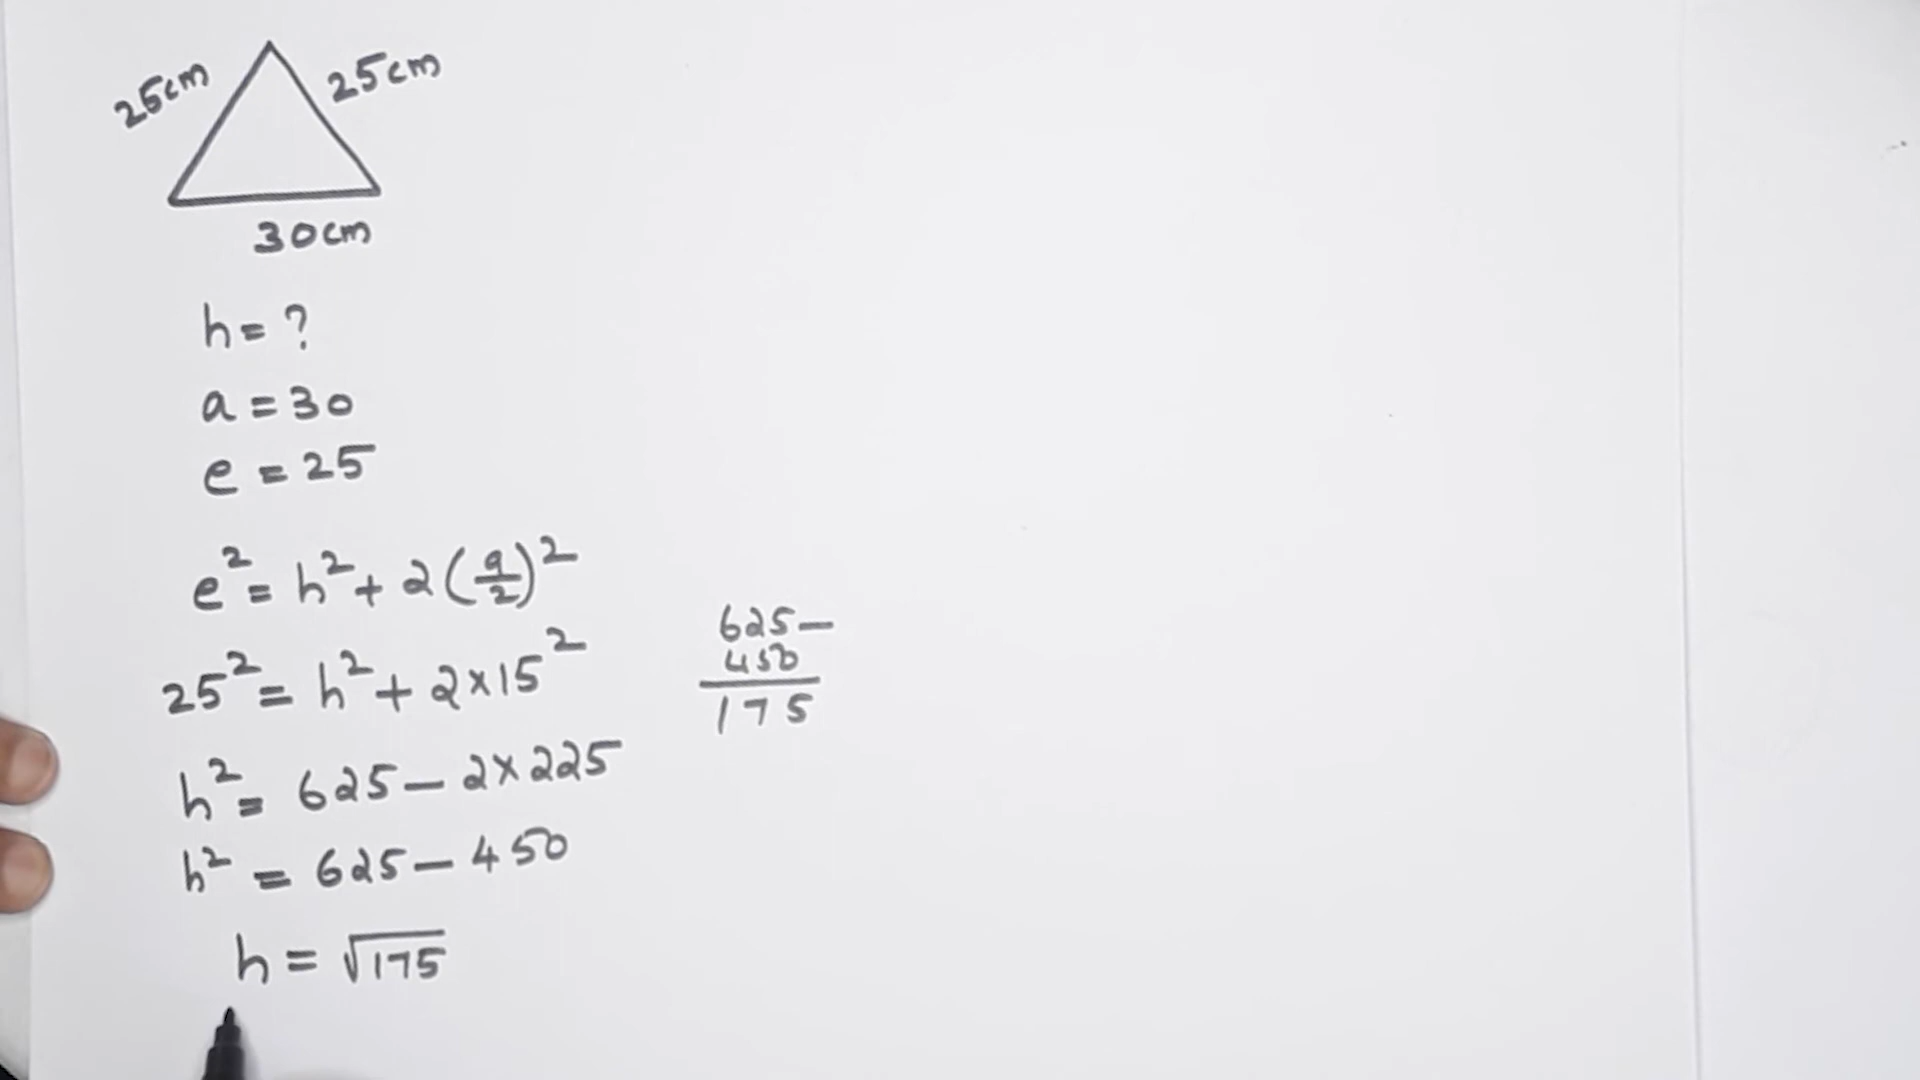 25cm
25cm
30cm
h = ?
a = 30
e = 25
e² = h² + 2(a/2)²
25² = h² + 2×15²
h² = 625 – 2×225
h² = 625 – 450
h = √175
625 –
450
175